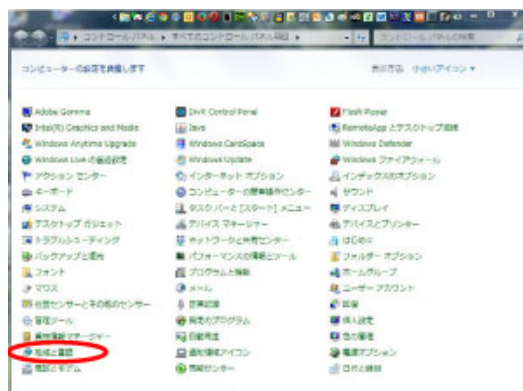 コントロール パネル ▸ すべてのコントロール パネル項目 ▸
コントロール パネルの検索
コンピューターの設定を調整します
表示方法: 小さいアイコン ▼
Adobe Gamma
DivX Control Panel
Flash Player
Intel(R) Graphics and Media
Java
RemoteApp とデスクトップ接続
Windows Anytime Upgrade
Windows CardSpace
Windows Defender
Windows Live の言語設定
Windows Update
Windows ファイアウォール
アクション センター
インターネット オプション
インデックスのオプション
キーボード
コンピューターの簡単操作センター
サウンド
システム
タスク バーと [スタート] メニュー
ディスプレイ
デスクトップ ガジェット
デバイス マネージャー
デバイスとプリンター
トラブルシューティング
ネットワークと共有センター
はじめに
バックアップと復元
パフォーマンスの情報とツール
フォルダー オプション
フォント
プログラムと機能
ホームグループ
マウス
メール
ユーザー アカウント
位置センサーとその他のセンサー
音声認識
回復
管理ツール
既定のプログラム
個人設定
資格情報マネージャー
自動再生
色の管理
地域と言語
通知領域アイコン
電源オプション
電話とモデム
同期センター
日付と時刻